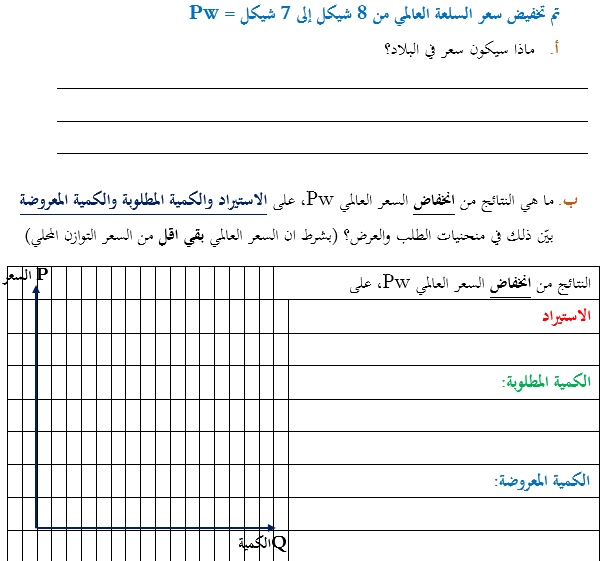 تم تخفيض سعر السلعة العالمي من 8 شيكل إلى 7 شيكل = Pw
أ. ماذا سيكون سعر في البلاد؟
ب. ما هي النتائج من انخفاض السعر العالمي Pw، على الاستيراد والكمية المطلوبة والكمية المعروضة
بيّن ذلك في منحنيات الطلب والعرض؟ (بشرط ان السعر العالمي بقي اقل من السعر التوازن المحلي)
النتائج من انخفاض السعر العالمي Pw، على
السعر P
الاستيراد
الكمية المطلوبة:
الكمية المعروضة:
الكمية Q